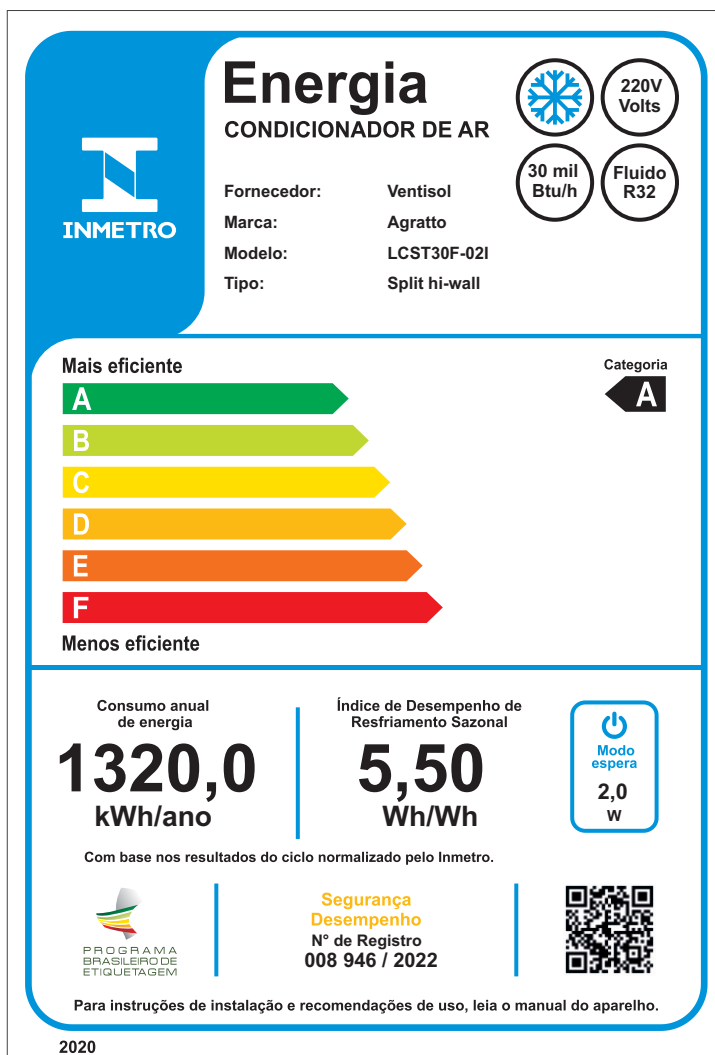 Energia
CONDICIONADOR DE AR
220V
Volts
30 mil
Btu/h
Fluido
R32
INMETRO
Fornecedor: Ventisol
Marca: Agratto
Modelo: LCST30F-02I
Tipo: Split hi-wall
Mais eficiente
Categoria
A
A
B
C
D
E
F
Menos eficiente
Consumo anual
de energia
1320,0
kWh/ano
Índice de Desempenho de
Resfriamento Sazonal
5,50
Wh/Wh
Modo
espera
2,0
W
Com base nos resultados do ciclo normalizado pelo Inmetro.
PROGRAMA
BRASILEIRO DE
ETIQUETAGEM
Segurança
Desempenho
N° de Registro
008 946 / 2022
Para instruções de instalação e recomendações de uso, leia o manual do aparelho.
2020